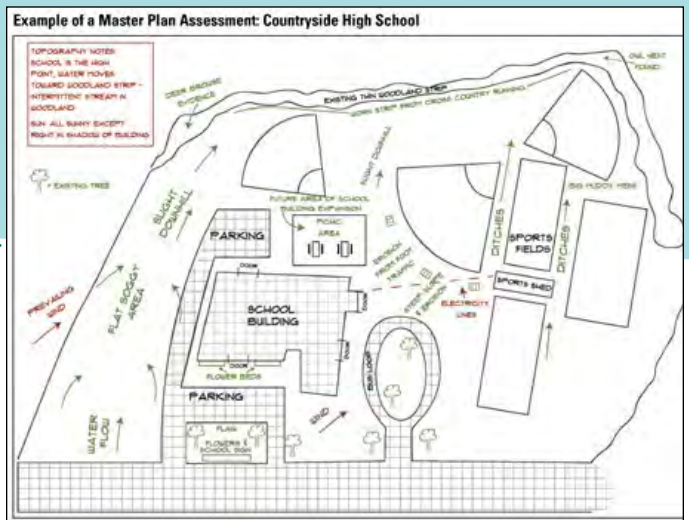 Example of a Master Plan Assessment: Countryside High School
TOPOGRAPHY NOTES:
SCHOOL IS THE HIGH
POINT, WATER MOVES
TOWARD WOODLAND STRIP -
INTERMITTENT STREAM IN
WOODLAND
SUN: ALL SUNNY EXCEPT
RIGHT IN SHADOW OF BUILDING
= EXISTING TREE
DEER BROWSE
EVIDENCE
EXISTING THIN WOODLAND STRIP
WORN STRIP FROM CROSS COUNTRY RUNNING
OWL NEST
FOUND
SLIGHT
DOWNHILL
SLIGHT DOWNHILL
FUTURE AREA OF SCHOOL
BUILDING EXPANSION
PICNIC
AREA
PARKING
DOOR
SCHOOL
BUILDING
DOOR
DOOR
DOOR
FLOWER BEDS
PARKING
EROSION
FROM FOOT
TRAFFIC
STEEP SLOPE
& EROSION
ELECTRICITY
LINES
DITCHES
SPORTS
FIELDS
DITCHES
BIG MUDDY MESS
SPORTS SHED
PREVAILING
WIND
FLAT SOGGY
AREA
WATER
FLOW
BUS LOOP
WIND
FLAG
FLOWERS &
SCHOOL SIGN